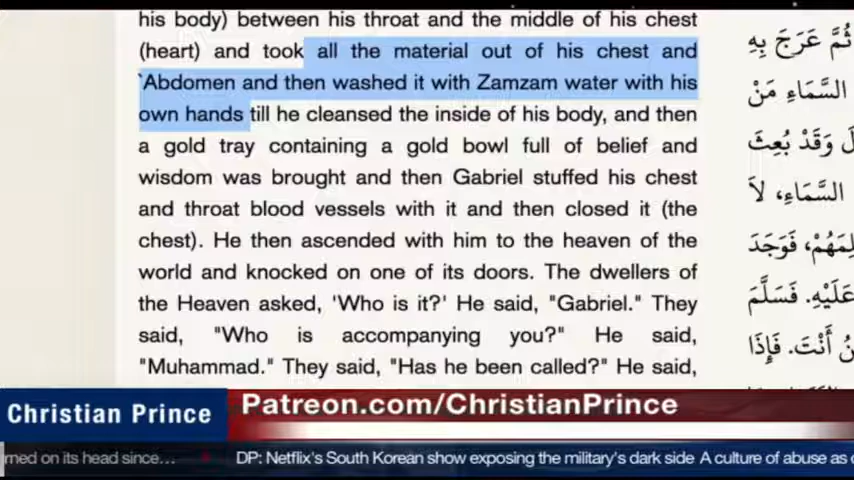 his body) between his throat and the middle of his chest
(heart) and took all the material out of his chest and
`Abdomen and then washed it with Zamzam water with his
own hands till he cleansed the inside of his body, and then
a gold tray containing a gold bowl full of belief and
wisdom was brought and then Gabriel stuffed his chest
and throat blood vessels with it and then closed it (the
chest). He then ascended with him to the heaven of the
world and knocked on one of its doors. The dwellers of
the Heaven asked, 'Who is it?' He said, "Gabriel." They
said, "Who is accompanying you?" He said,
"Muhammad." They said, "Has he been called?" He said,
ثُمَّ عَرَجَ بِهِ
السَّمَاءِ مَنْ
وَقَدْ بُعِثَ
السَّمَاءِ، لاَ
فَوَجَدَ
عَلَيْهِ. فَسَلَّمَ
أَنْتَ. فَإِذَا
Christian Prince
Patreon.com/ChristianPrince
rned on its head since... DP: Netflix's South Korean show exposing the military's dark side A culture of abuse as